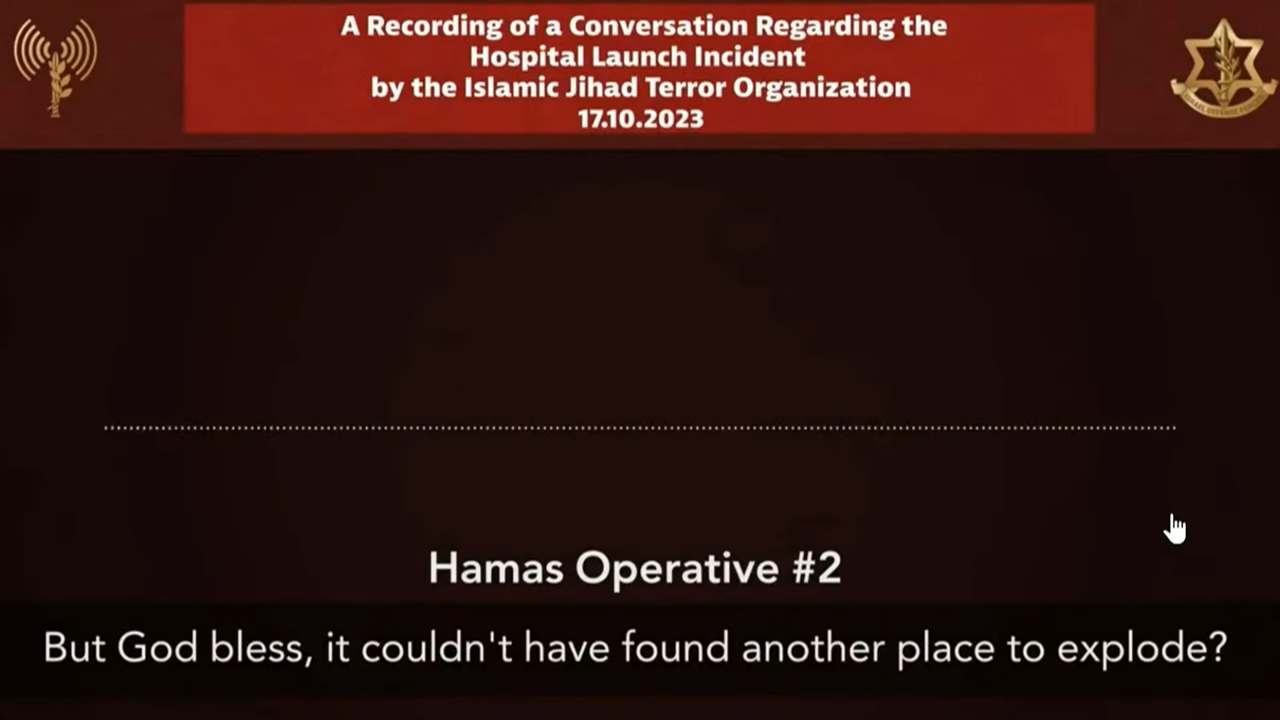 A Recording of a Conversation Regarding the
Hospital Launch Incident
by the Islamic Jihad Terror Organization
17.10.2023
Hamas Operative #2
But God bless, it couldn't have found another place to explode?